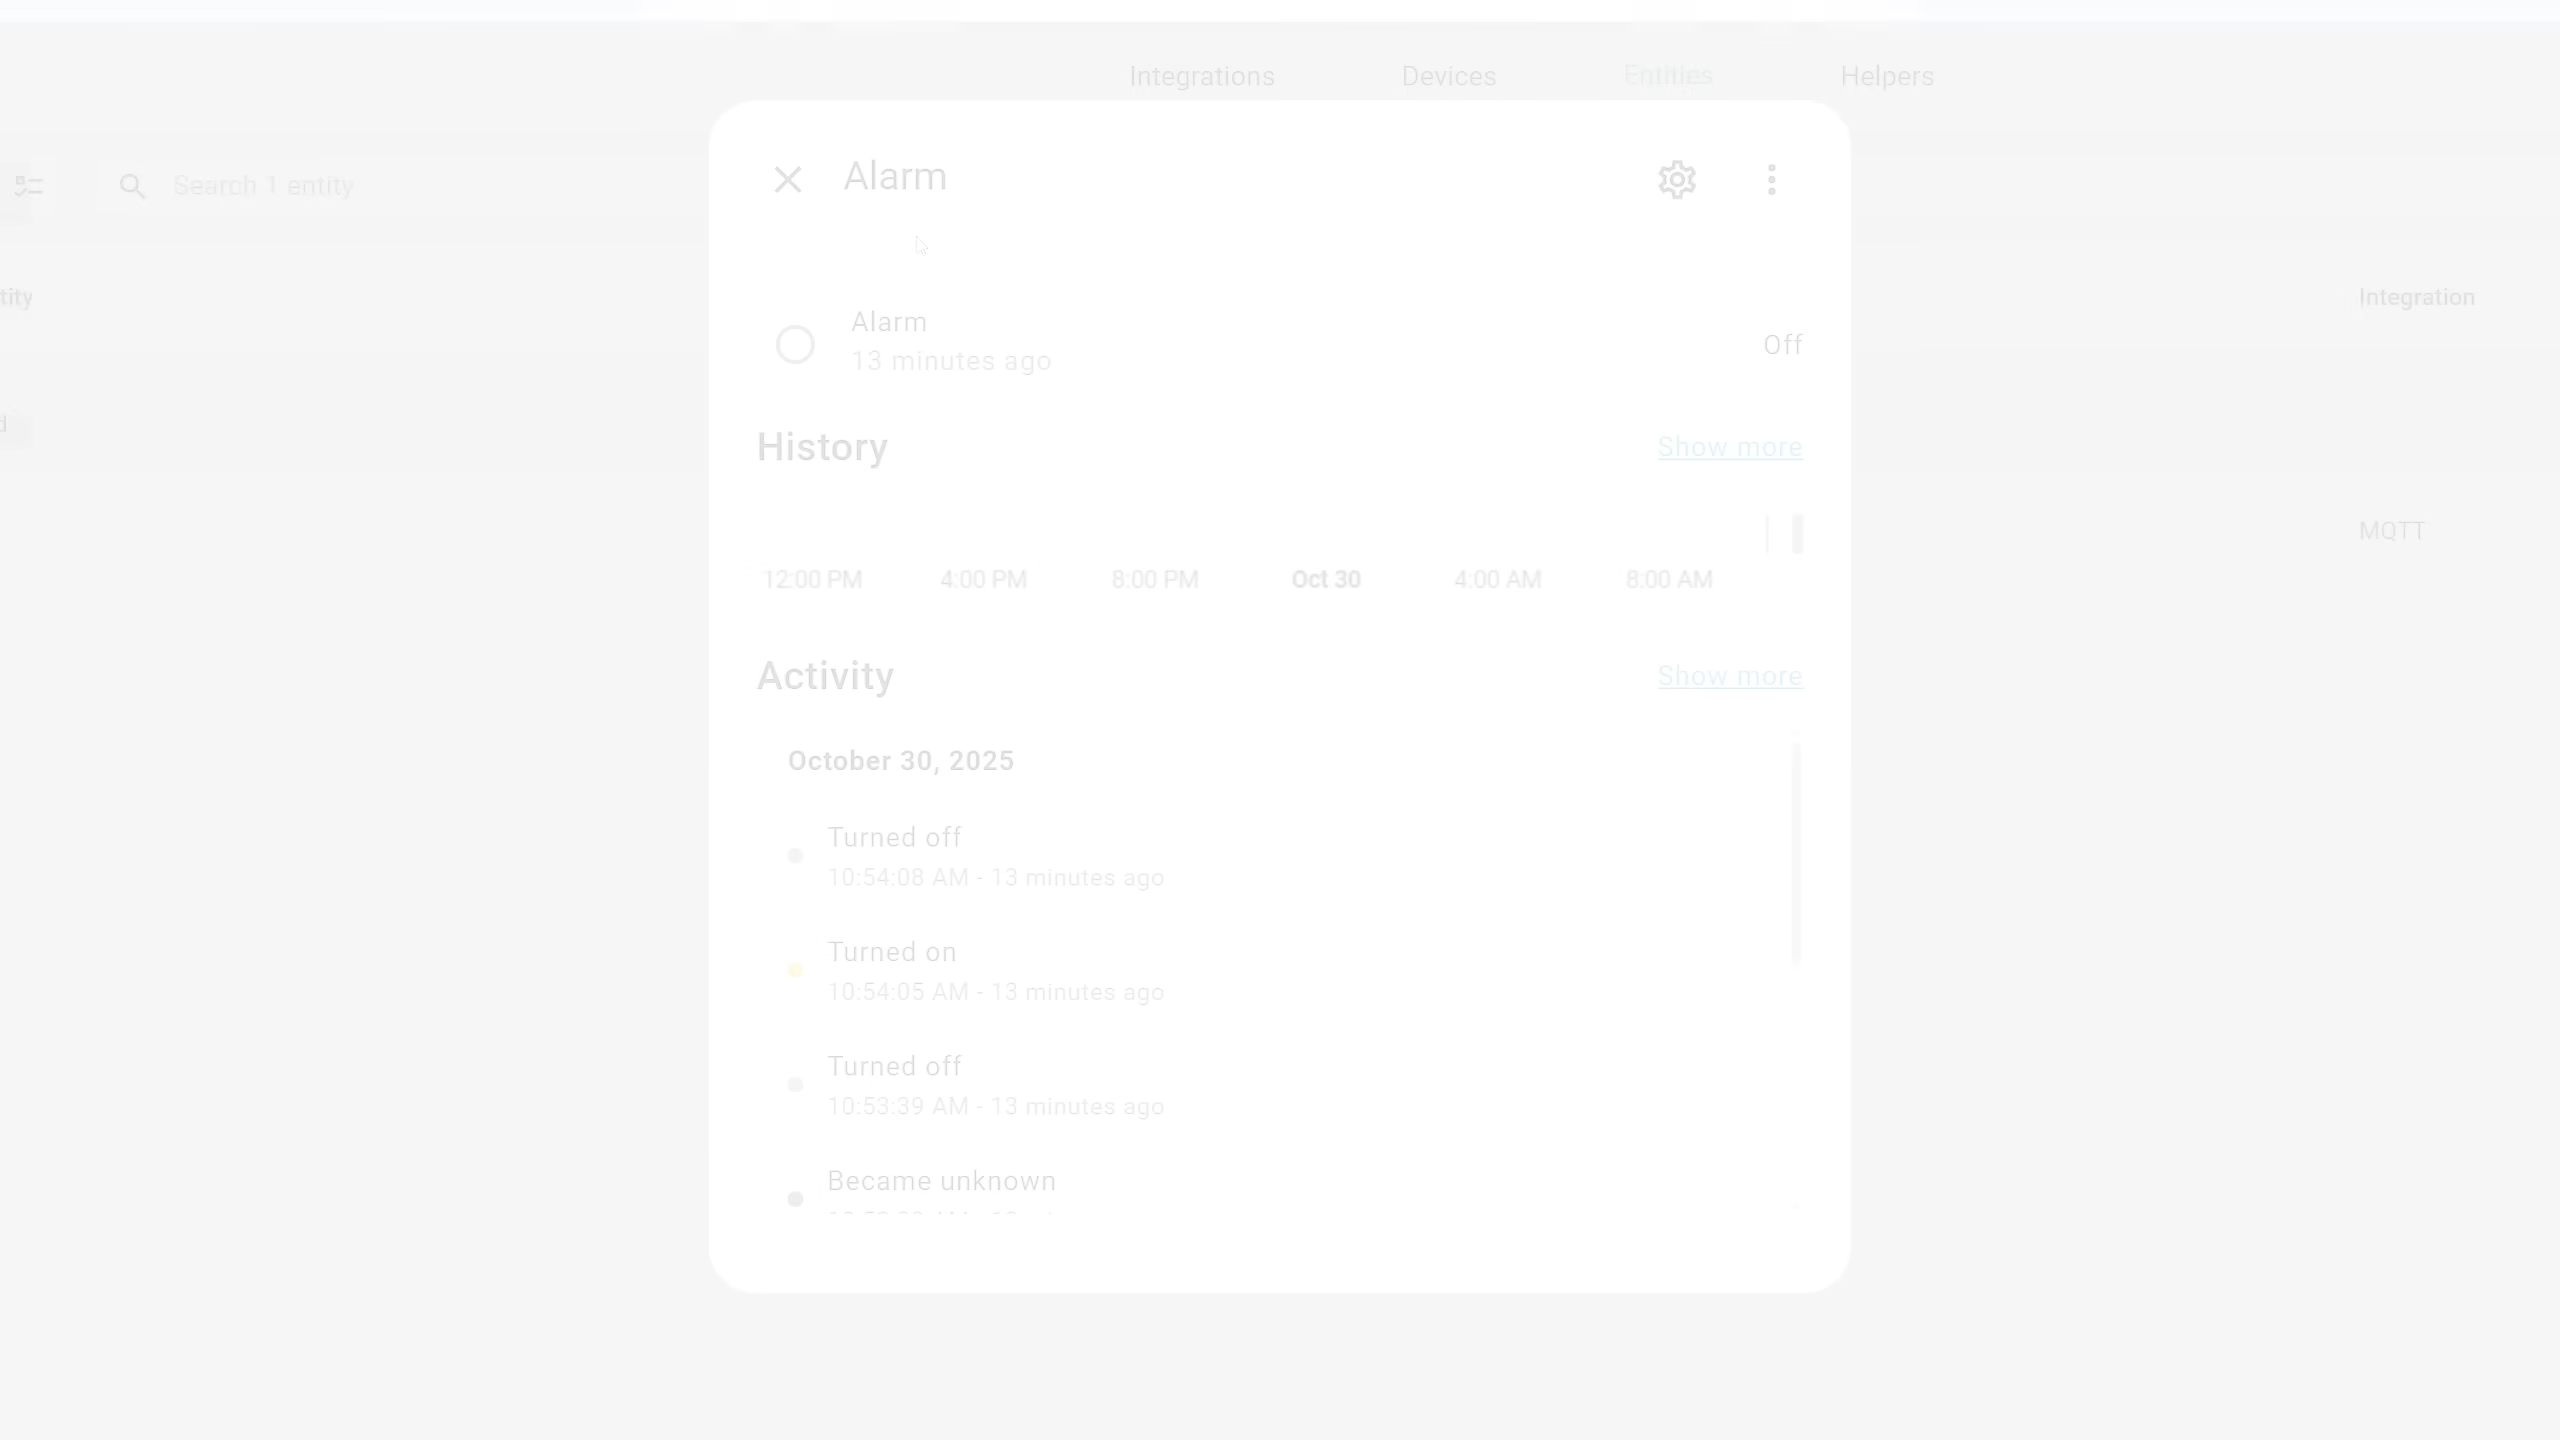 Integrations Devices Entities Helpers
Alarm
Search 1 entity
tity
Integration
Alarm
13 minutes ago
Off
History
Show more
MQTT
12:00 PM 4:00 PM 8:00 PM Oct 30 4:00 AM 8:00 AM
Activity
Show more
October 30, 2025
Turned off
10:54:08 AM - 13 minutes ago
Turned on
10:54:05 AM - 13 minutes ago
Turned off
10:53:39 AM - 13 minutes ago
Became unknown